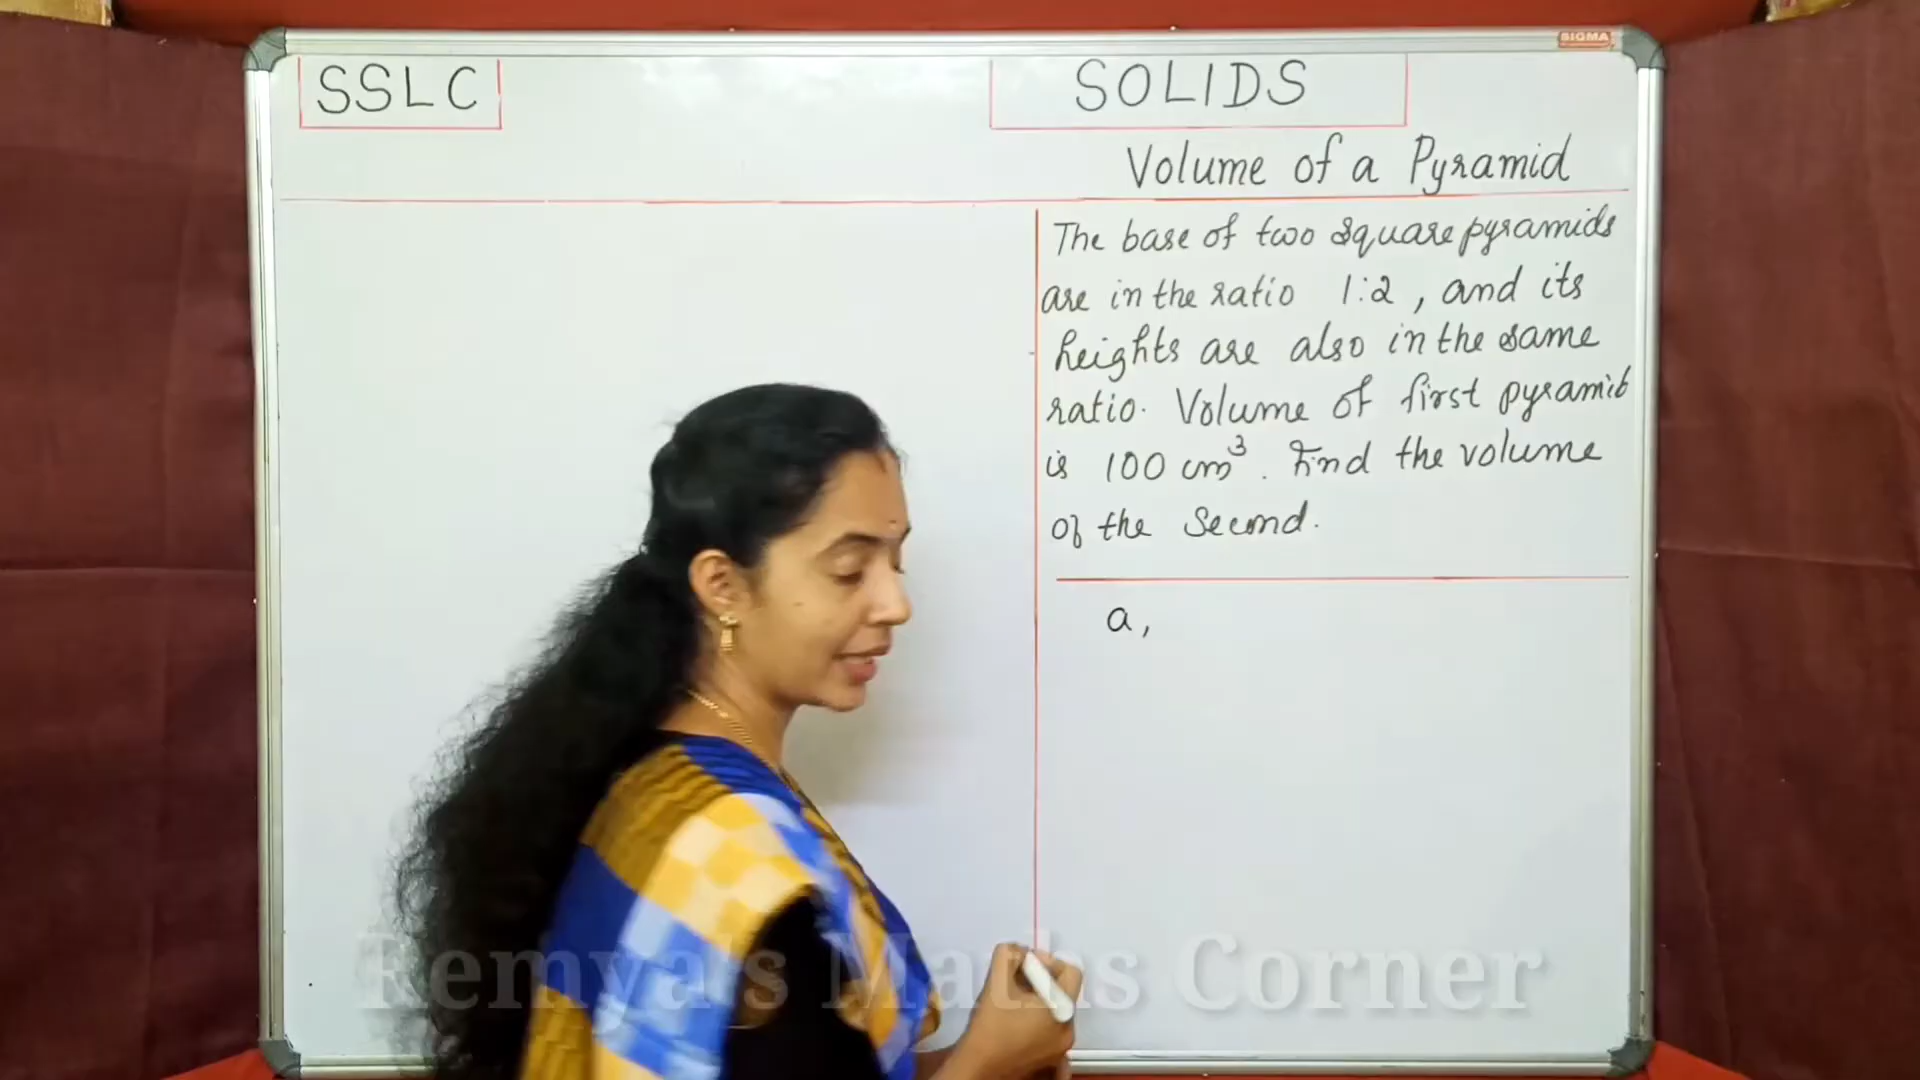 SIGMA
SSLC
SOLIDS
Volume of a Pyramid
The base of two square pyramids
are in the ratio 1:2, and its
heights are also in the same
ratio. Volume of first pyramid
is 100 cm³. Find the volume
of the Second.
a,
Remya's Maths Corner